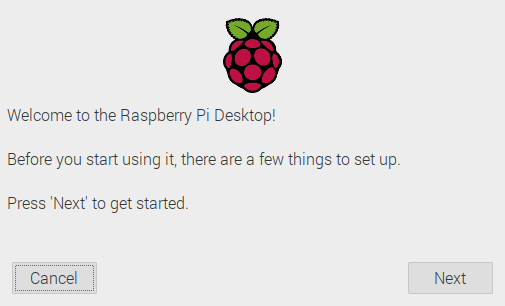 Welcome to the Raspberry Pi Desktop!
Before you start using it, there are a few things to set up.
Press 'Next' to get started.
Cancel
Next